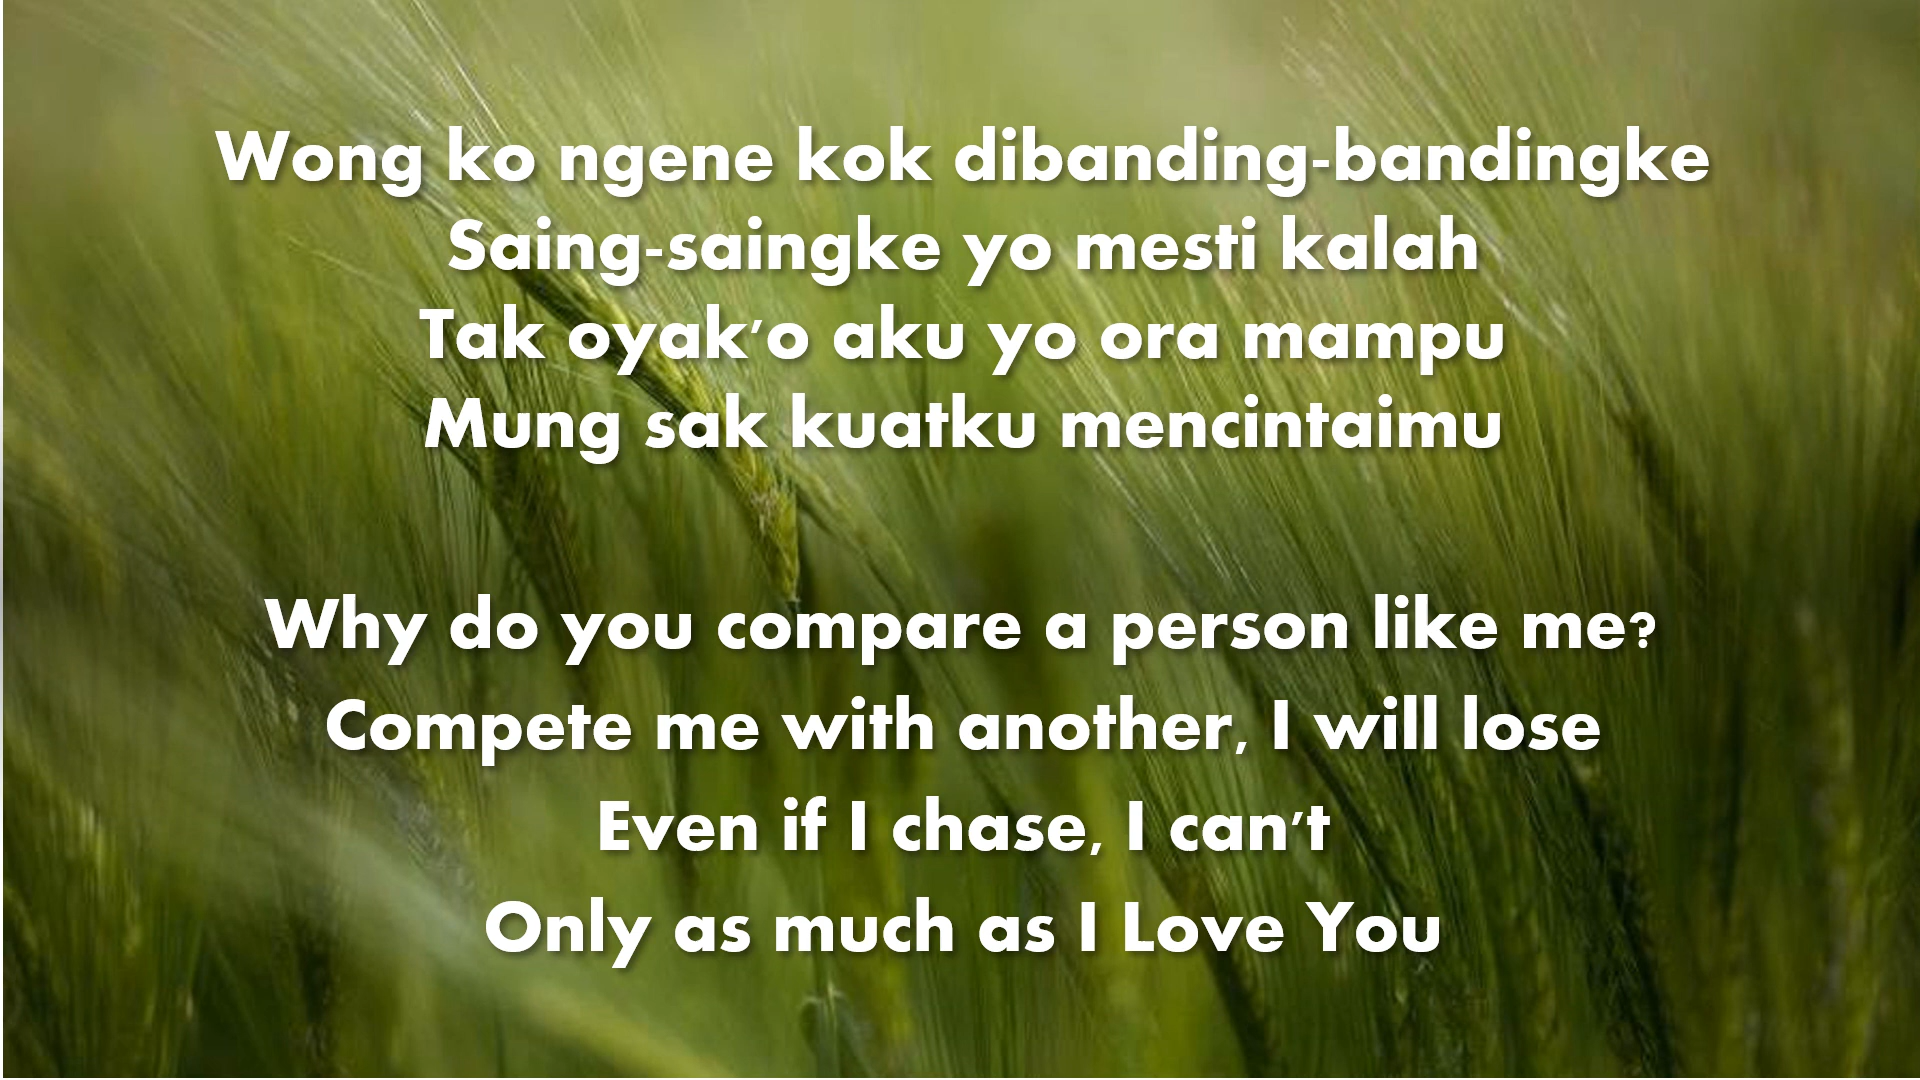 Wong ko ngene kok dibanding-bandingke
Saing-saingke yo mesti kalah
Tak oyak'o aku yo ora mampu
Mung sak kuatku mencintaimu
Why do you compare a person like me?
Compete me with another, I will lose
Even if I chase, I can't
Only as much as I Love You